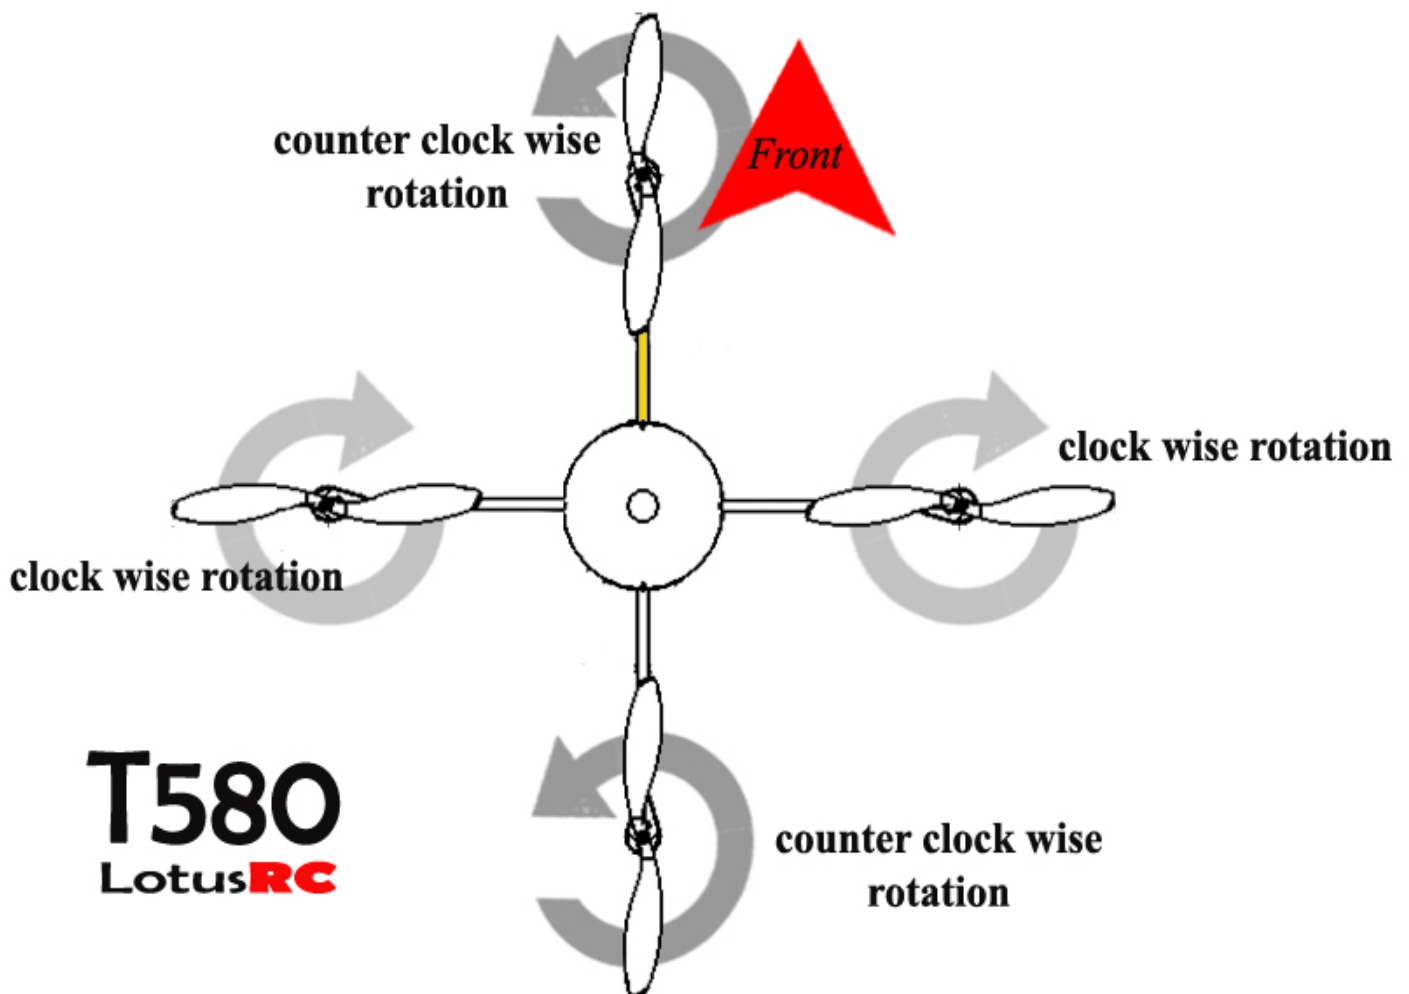 counter clock wise
rotation
Front
clock wise rotation
clock wise rotation
T580
LotusRC
counter clock wise
rotation